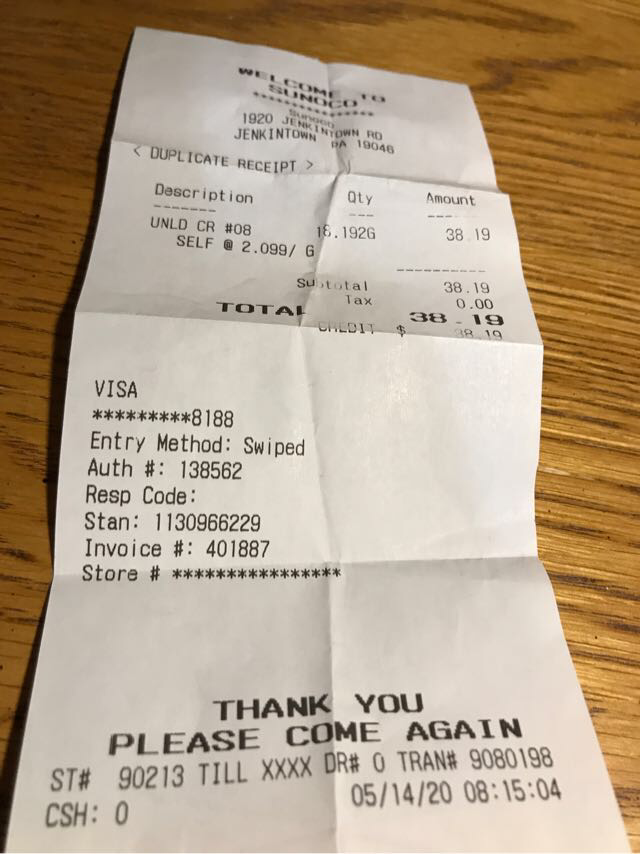 WELCOME TO
SUNOCO
**************
Sunoco
1920 JENKINTOWN RD
JENKINTOWN PA 19046
< DUPLICATE RECEIPT >
Description Qty Amount
------- --- ---
UNLD CR #08 18.192G 38.19
SELF @ 2.099/ G
----------
Subtotal 38.19
Tax 0.00
TOTAL 38.19
CREDIT $ 38.19
VISA
*********8188
Entry Method: Swiped
Auth #: 138562
Resp Code:
Stan: 1130966229
Invoice #: 401887
Store # ****************
THANK YOU
PLEASE COME AGAIN
ST# 90213 TILL XXXX DR# 0 TRAN# 9080198
CSH: 0 05/14/20 08:15:04